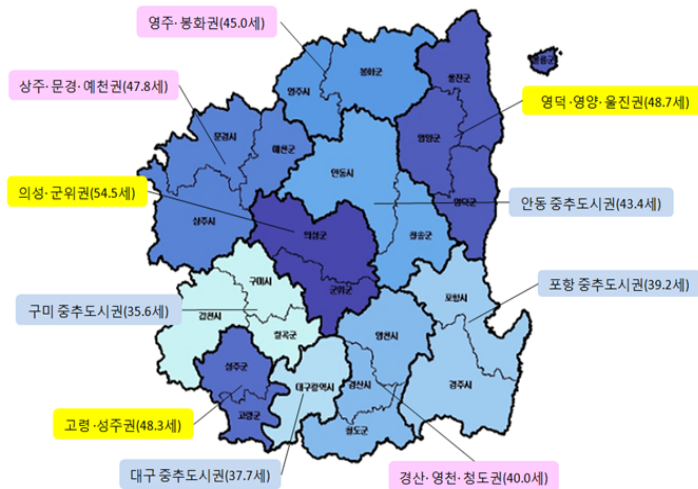 영주·봉화권(45.0세)
봉화군
울진군
울릉군
영주시
상주·문경·예천권(47.8세)
영덕·영양·울진권(48.7세)
문경시
예천군
영양군
안동시
의성·군위권(54.5세)
영덕군
안동 중추도시권(43.4세)
상주시
의성군
청송군
구미시
군위군
포항 중추도시권(39.2세)
포항시
구미 중추도시권(35.6세)
김천시
영천시
칠곡군
성주군
대구광역시
경산시
경주시
고령군
고령·성주권(48.3세)
청도군
대구 중추도시권(37.7세)
경산·영천·청도권(40.0세)